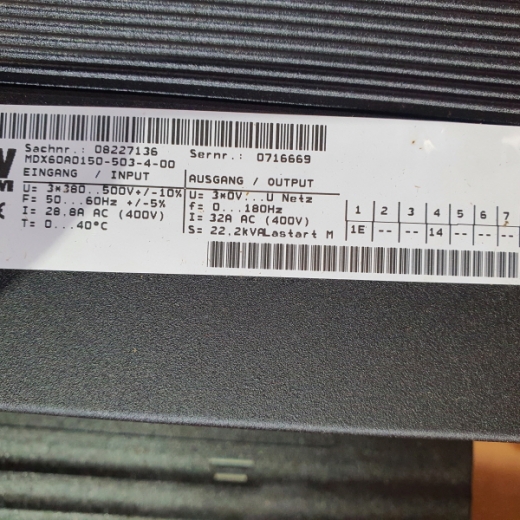 Sachnr.: 08227136 Sernr.: 0716669
MDX60A0150-503-4-00
EINGANG / INPUT
U= 3*380...500V+/-10%
F= 50...60Hz +/-5%
I= 28.8A AC (400V)
T= 0...40°C
AUSGANG / OUTPUT
U= 3*0V...U Netz
f= 0...180Hz
I= 32A AC (400V)
S= 22.2kVALastart M
1 2 3 4 5 6 7
1E -- -- 14 -- -- --